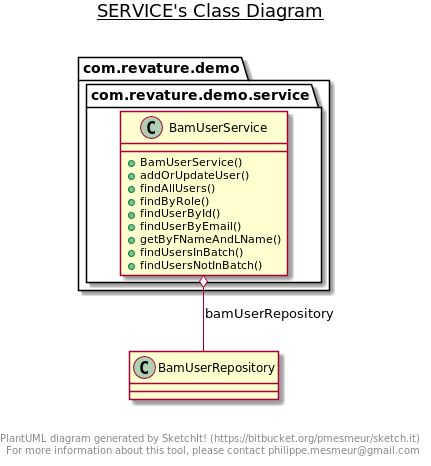 SERVICE's Class Diagram
com.revature.demo
com.revature.demo.service
C BamUserService
BamUserService()
addOrUpdateUser()
findAllUsers()
findByRole()
findUserById()
findUserByEmail()
getByFNameAndLName()
findUsersInBatch()
findUsersNotInBatch()
bamUserRepository
C BamUserRepository
PlantUML diagram generated by SketchIt! (https://bitbucket.org/pmesmeur/sketch.it)
For more information about this tool, please contact philippe.mesmeur@gmail.com